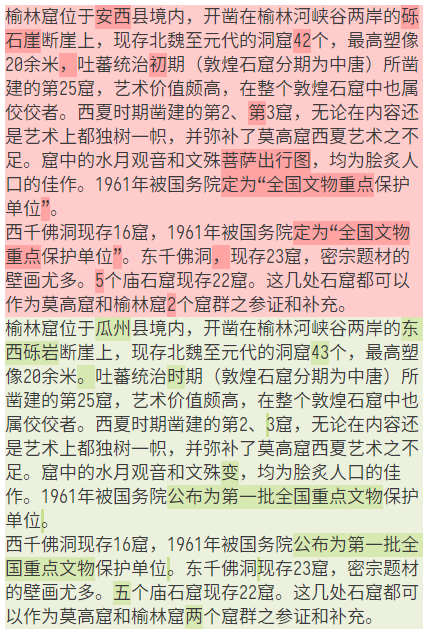 榆林窟位于安西县境内，开凿在榆林河峡谷两岸的砾
石崖断崖上，现存北魏至元代的洞窟42个，最高塑像
20余米，吐蕃统治初期（敦煌石窟分期为中唐）所凿
建的第25窟，艺术价值颇高，在整个敦煌石窟中也属
佼佼者。西夏时期凿建的第2、第3窟，无论在内容还
是艺术上都独树一帜，并弥补了莫高窟西夏艺术之不
足。窟中的水月观音和文殊菩萨出行图，均为脍炙人
口的佳作。1961年被国务院定为“全国文物重点保护
单位”。
西千佛洞现存16窟，1961年被国务院定为“全国文物
重点保护单位”。东千佛洞，现存23窟，密宗题材的
壁画尤多。5个庙石窟现存22窟。这几处石窟都可以
作为莫高窟和榆林窟2个窟群之参证和补充。
榆林窟位于瓜州县境内，开凿在榆林河峡谷两岸的东
西砾岩断崖上，现存北魏至元代的洞窟43个，最高塑
像20余米。吐蕃统治时期（敦煌石窟分期为中唐）所
凿建的第25窟，艺术价值颇高，在整个敦煌石窟中也
属佼佼者。西夏时期凿建的第2、3窟，无论在内容还
是艺术上都独树一帜，并弥补了莫高窟西夏艺术之不
足。窟中的水月观音和文殊变，均为脍炙人口的佳
作。1961年被国务院公布为第一批全国重点文物保护
单位。
西千佛洞现存16窟，1961年被国务院公布为第一批全
国重点文物保护单位。东千佛洞现存23窟，密宗题材
的壁画尤多。五个庙石窟现存22窟。这几处石窟都可
以作为莫高窟和榆林窟两个窟群之参证和补充。